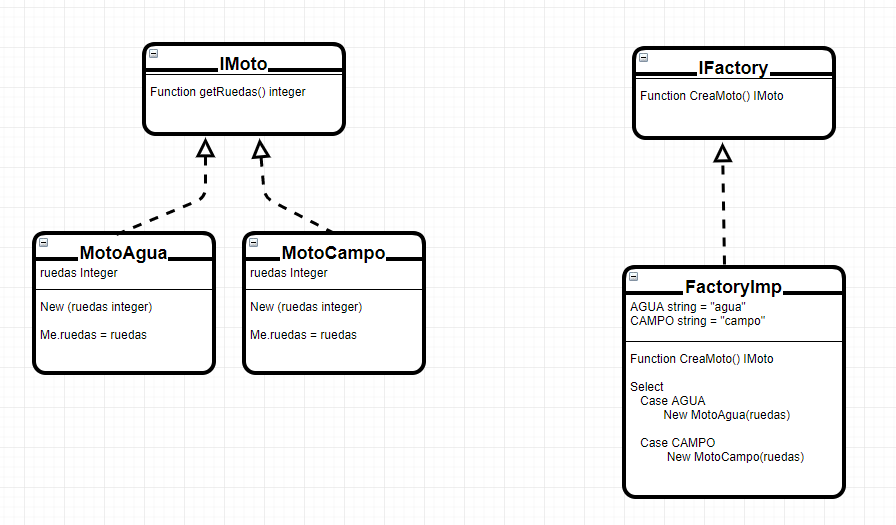 IMoto
Function getRuedas() integer
IFactory
Function CreaMoto() IMoto
MotoAgua
ruedas Integer
New (ruedas integer)
Me.ruedas = ruedas
MotoCampo
ruedas Integer
New (ruedas integer)
Me.ruedas = ruedas
FactoryImp
AGUA string = "agua"
CAMPO string = "campo"
Function CreaMoto() IMoto
Select
Case AGUA
New MotoAgua(ruedas)
Case CAMPO
New MotoCampo(ruedas)